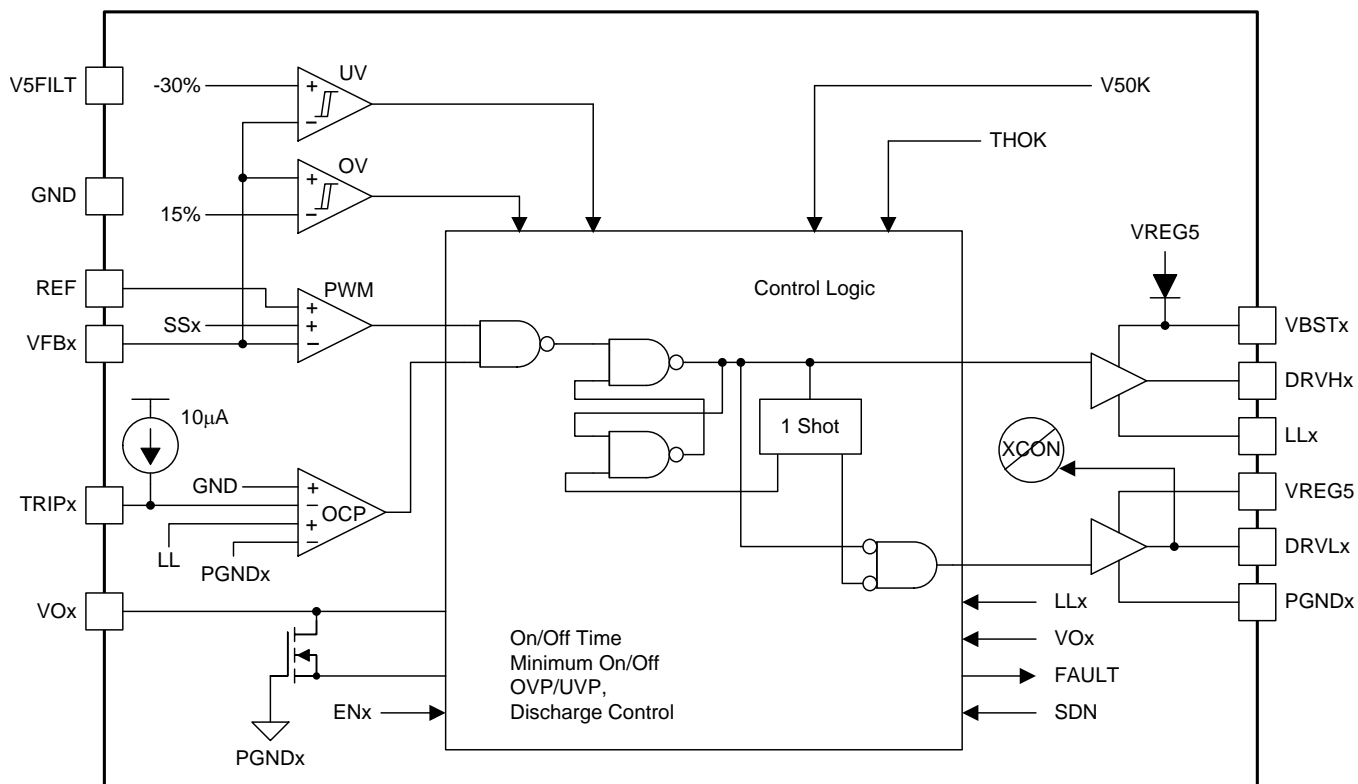 V5FILT
-30%
+
−
UV
V50K
THOK
GND
15%
+
−
OV
REF
VFBx
SSx
+
+
−
PWM
Control Logic
VREG5
VBSTx
DRVHx
LLx
1 Shot
XCON
VREG5
DRVLx
PGNDx
10µA
TRIPx
GND
LL
PGNDx
+
−
+
−
OCP
VOx
PGNDx
ENx
On/Off Time
Minimum On/Off
OVP/UVP,
Discharge Control
LLx
VOx
FAULT
SDN